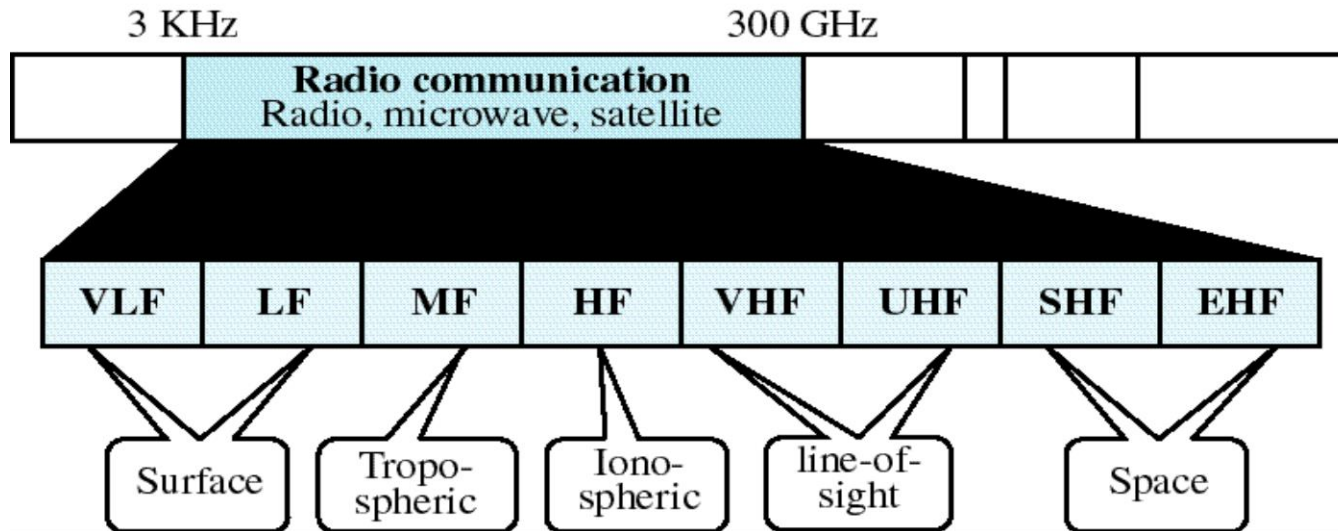 3 KHz 300 GHz
Radio communication
Radio, microwave, satellite
VLF LF MF HF VHF UHF SHF EHF
Surface
Tropo-
spheric
Iono-
spheric
line-of-
sight
Space